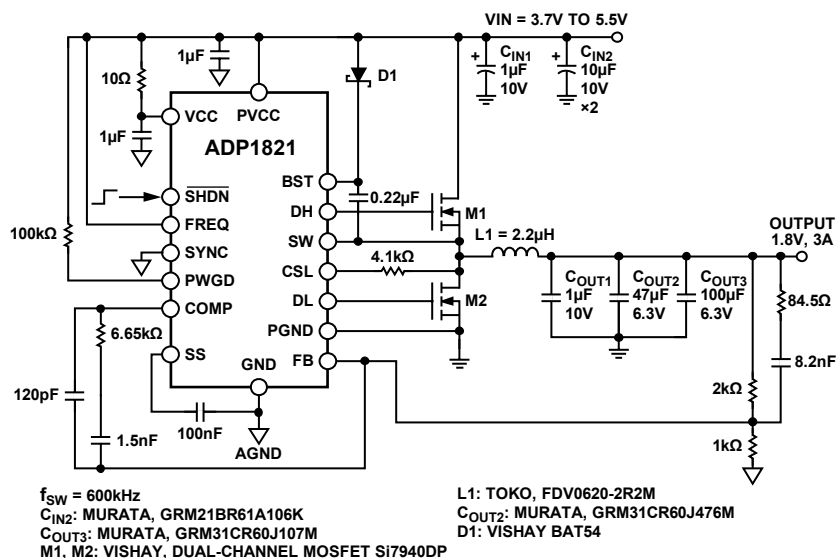 VIN = 3.7V TO 5.5V
1µF
10Ω
D1
+
CIN1
1µF
10V
+
CIN2
10µF
10V
×2
VCC
PVCC
1µF
ADP1821
BST
SHDN
0.22µF
DH
M1
FREQ
100kΩ
SW
L1 = 2.2µH
OUTPUT
1.8V, 3A
SYNC
4.1kΩ
CSL
PWGD
COUT1
1µF
10V
COUT2
47µF
6.3V
COUT3
100µF
6.3V
DL
M2
84.5Ω
COMP
6.65kΩ
PGND
SS
GND
FB
8.2nF
120pF
2kΩ
100nF
1.5nF
AGND
1kΩ
fSW = 600kHz
CIN2: MURATA, GRM21BR61A106K
COUT3: MURATA, GRM31CR60J107M
M1, M2: VISHAY, DUAL-CHANNEL MOSFET Si7940DP
L1: TOKO, FDV0620-2R2M
COUT2: MURATA, GRM31CR60J476M
D1: VISHAY BAT54